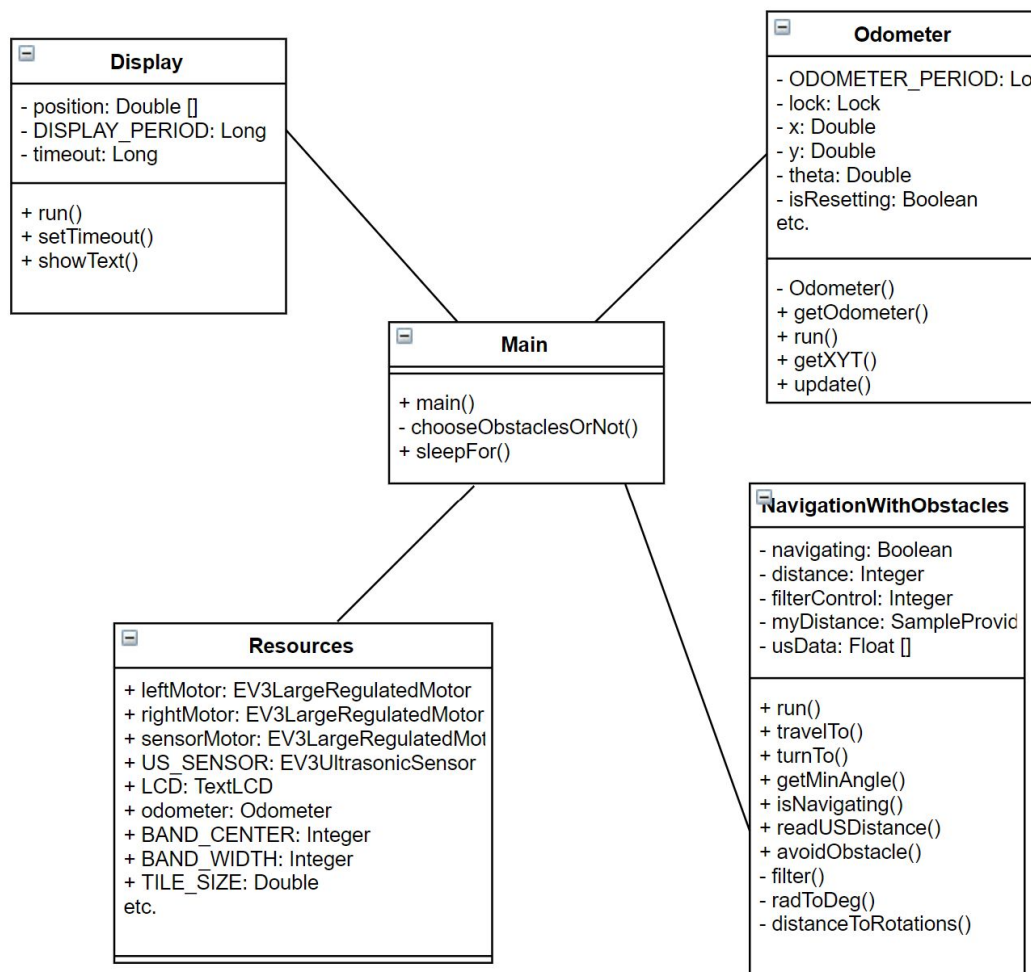 Display
- position: Double []
- DISPLAY_PERIOD: Long
- timeout: Long
+ run()
+ setTimeout()
+ showText()
Odometer
- ODOMETER_PERIOD: Lo
- lock: Lock
- x: Double
- y: Double
- theta: Double
- isResetting: Boolean
etc.
- Odometer()
+ getOdometer()
+ run()
+ getXYT()
+ update()
Main
+ main()
- chooseObstaclesOrNot()
+ sleepFor()
Resources
+ leftMotor: EV3LargeRegulatedMotor
+ rightMotor: EV3LargeRegulatedMotor
+ sensorMotor: EV3LargeRegulatedMot
+ US_SENSOR: EV3UltrasonicSensor
+ LCD: TextLCD
+ odometer: Odometer
+ BAND_CENTER: Integer
+ BAND_WIDTH: Integer
+ TILE_SIZE: Double
etc.
NavigationWithObstacles
- navigating: Boolean
- distance: Integer
- filterControl: Integer
- myDistance: SampleProvid
- usData: Float []
+ run()
+ travelTo()
+ turnTo()
+ getMinAngle()
+ isNavigating()
+ readUSDistance()
+ avoidObstacle()
- filter()
- radToDeg()
- distanceToRotations()